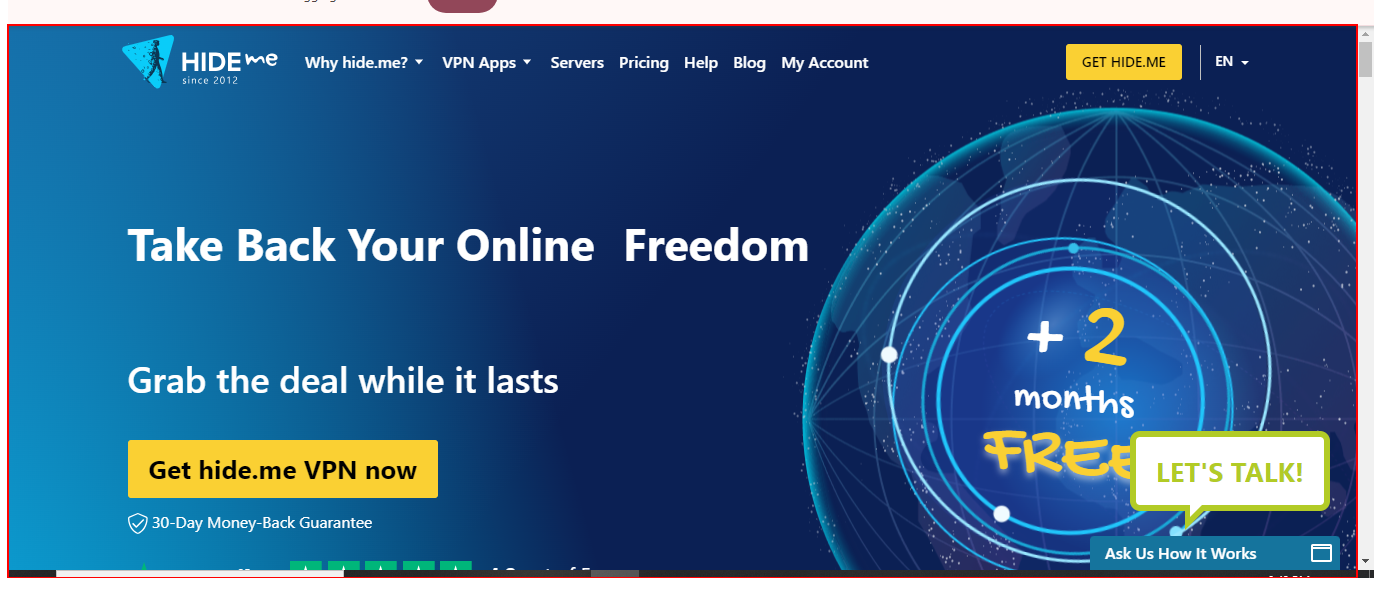 HIDE me
since 2012
Why hide.me?
VPN Apps
Servers
Pricing
Help
Blog
My Account
GET HIDE.ME
EN
Take Back Your Online Freedom
Grab the deal while it lasts
Get hide.me VPN now
30-Day Money-Back Guarantee
+ 2
months
FREE
LET'S TALK!
Ask Us How It Works